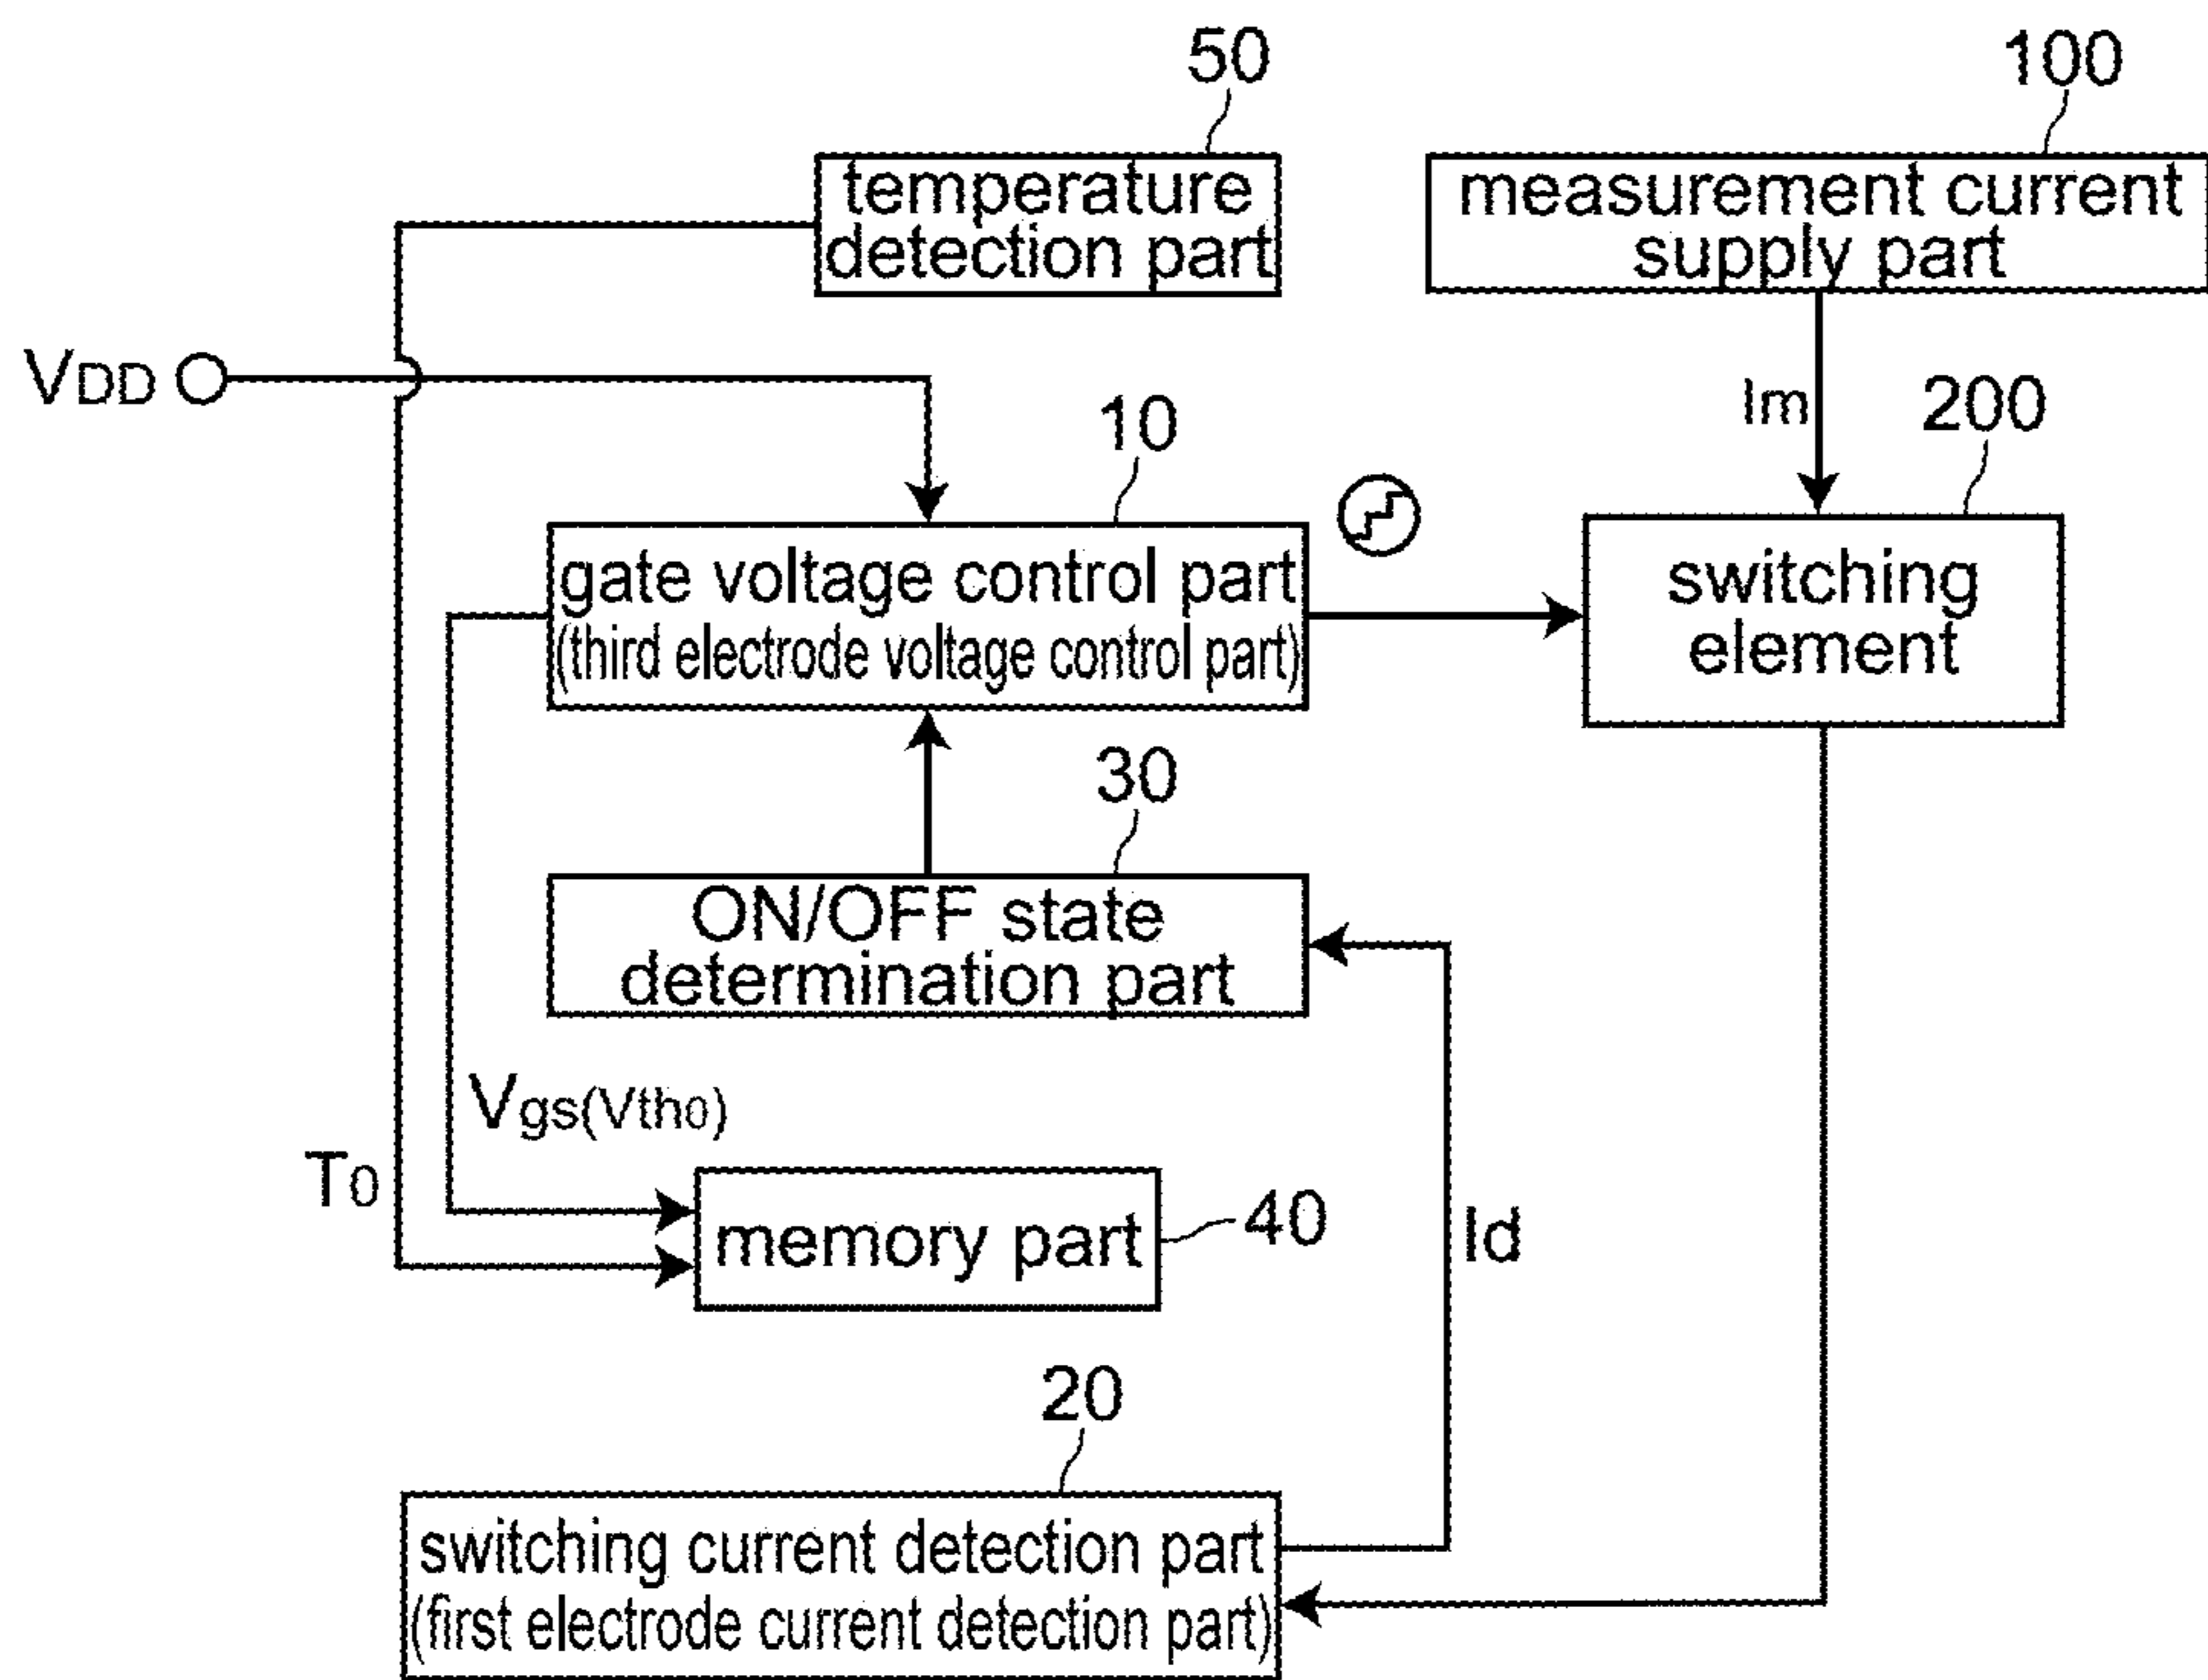 50
100
temperature
detection part
measurement current
supply part
VDD
10
Im
200
gate voltage control part
(third electrode voltage control part)
switching
element
30
ON/OFF state
determination part
Vgs(Vth0)
T0
memory part
40
Id
20
switching current detection part
(first electrode current detection part)